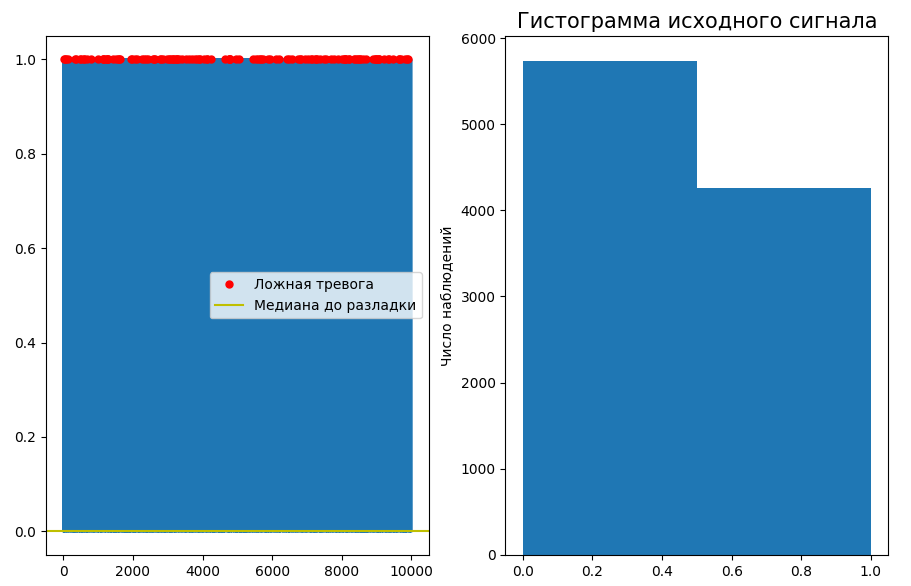 1.0
0.8
0.6
0.4
0.2
0.0
0 2000 4000 6000 8000 10000
Ложная тревога
Медиана до разладки
Гистограмма исходного сигнала
Число наблюдений
6000
5000
4000
3000
2000
1000
0
0.0 0.2 0.4 0.6 0.8 1.0